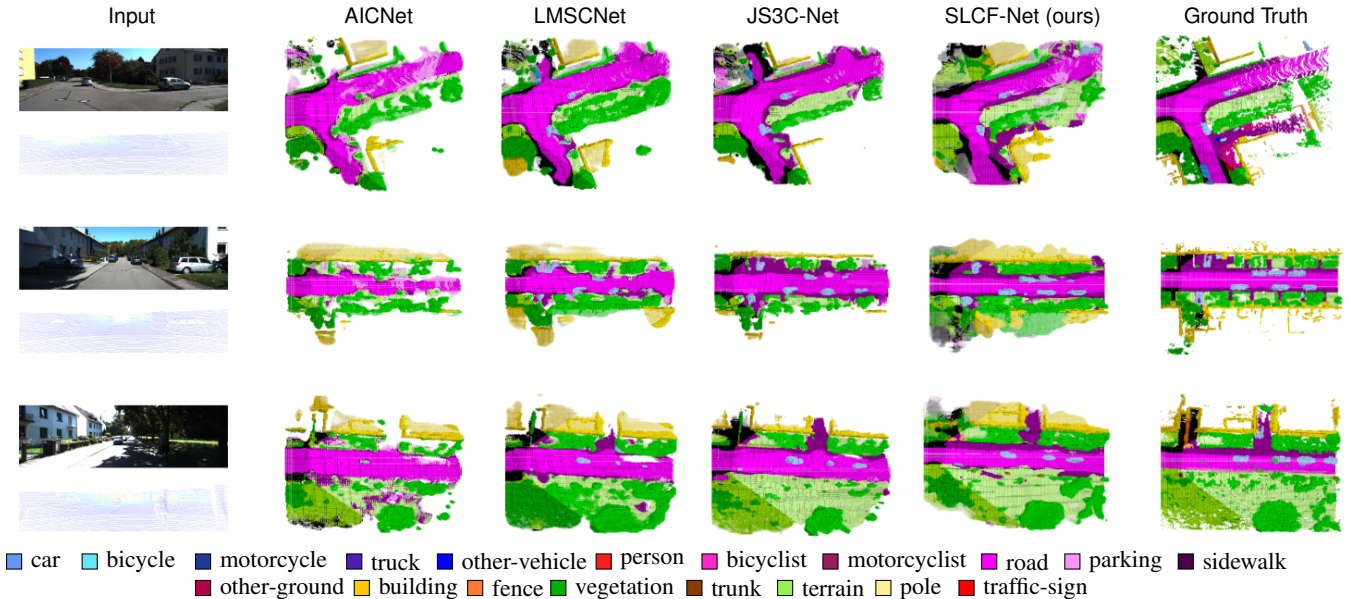 Input AICNet LMSCNet JS3C-Net SLCF-Net (ours) Ground Truth
car bicycle motorcycle truck other-vehicle person bicyclist motorcyclist road parking sidewalk
other-ground building fence vegetation trunk terrain pole traffic-sign